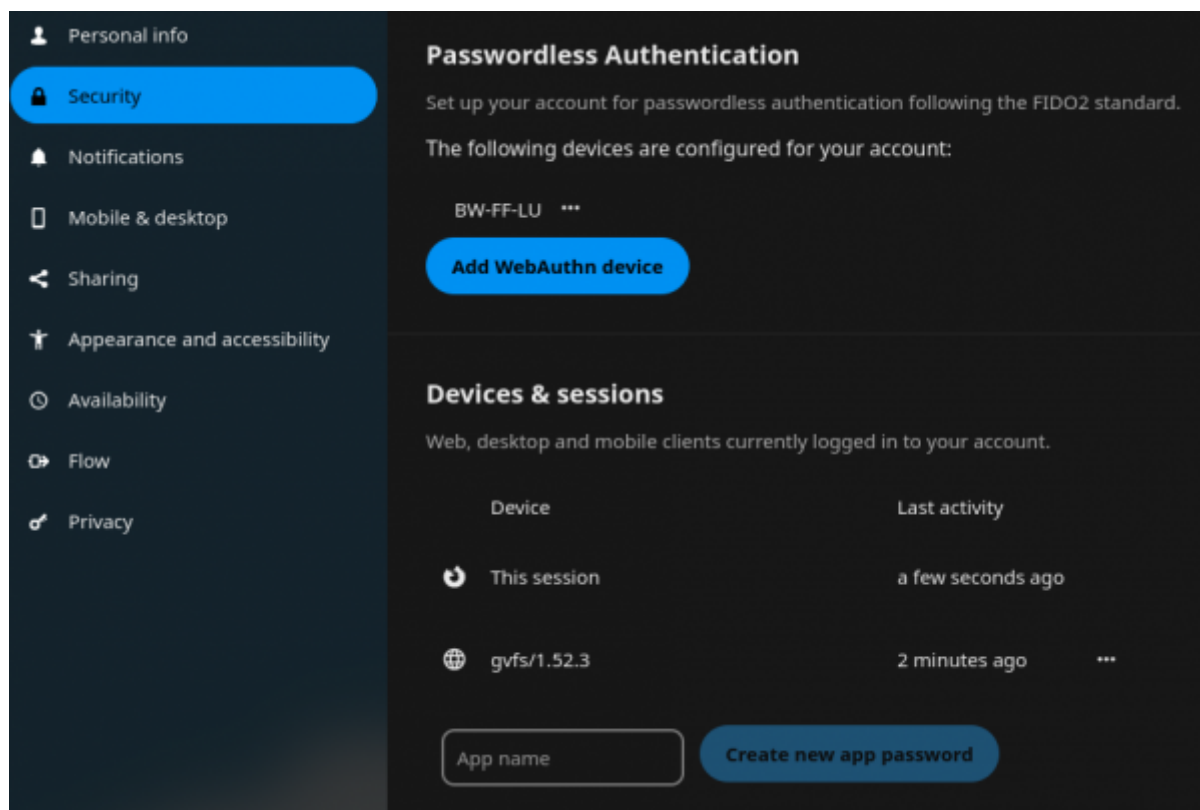 Personal info
Security
Notifications
Mobile & desktop
Sharing
Appearance and accessibility
Availability
Flow
Privacy
Passwordless Authentication
Set up your account for passwordless authentication following the FIDO2 standard.
The following devices are configured for your account:
BW-FF-LU ···
Add WebAuthn device
Devices & sessions
Web, desktop and mobile clients currently logged in to your account.
Device Last activity
This session a few seconds ago
gvfs/1.52.3 2 minutes ago ···
App name Create new app password